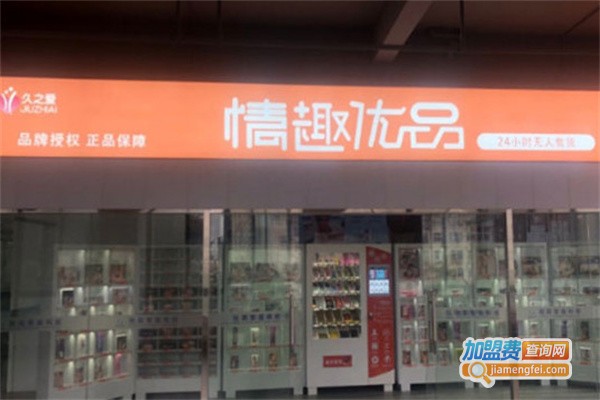 久之爱
JIUZHIAI
品牌授权 正品保障
情趣优品
24小时无人售货
加盟费查询网
jiamengfei.com